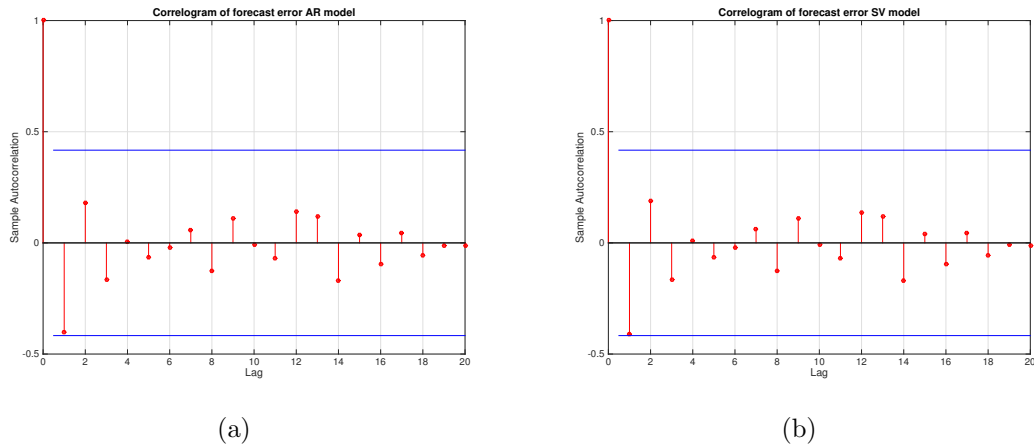 Correlogram of forecast error AR model
1
0.5
0
-0.5
Sample Autocorrelation
0 2 4 6 8 10 12 14 16 18 20
Lag
(a)
Correlogram of forecast error SV model
1
0.5
0
-0.5
Sample Autocorrelation
0 2 4 6 8 10 12 14 16 18 20
Lag
(b)